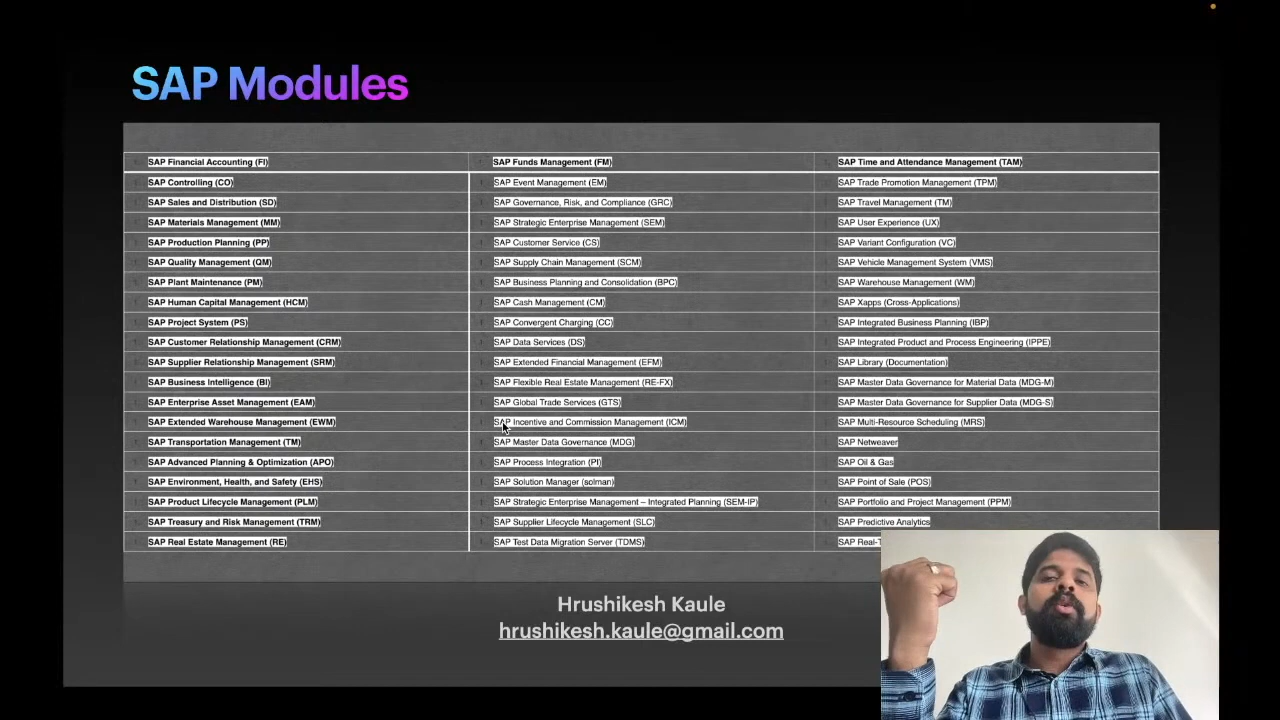 SAP Modules
SAP Financial Accounting (FI)
SAP Funds Management (FM)
SAP Time and Attendance Management (TAM)
SAP Controlling (CO)
SAP Event Management (EM)
SAP Trade Promotion Management (TPM)
SAP Sales and Distribution (SD)
SAP Governance, Risk, and Compliance (GRC)
SAP Travel Management (TM)
SAP Materials Management (MM)
SAP Strategic Enterprise Management (SEM)
SAP User Experience (UX)
SAP Production Planning (PP)
SAP Customer Service (CS)
SAP Variant Configuration (VC)
SAP Quality Management (QM)
SAP Supply Chain Management (SCM)
SAP Vehicle Management System (VMS)
SAP Plant Maintenance (PM)
SAP Business Planning and Consolidation (BPC)
SAP Warehouse Management (WM)
SAP Human Capital Management (HCM)
SAP Cash Management (CM)
SAP Xapps (Cross-Applications)
SAP Project System (PS)
SAP Convergent Charging (CC)
SAP Integrated Business Planning (IBP)
SAP Customer Relationship Management (CRM)
SAP Data Services (DS)
SAP Integrated Product and Process Engineering (IPPE)
SAP Supplier Relationship Management (SRM)
SAP Extended Financial Management (EFM)
SAP Library (Documentation)
SAP Business Intelligence (BI)
SAP Flexible Real Estate Management (RE-FX)
SAP Master Data Governance for Material Data (MDG-M)
SAP Enterprise Asset Management (EAM)
SAP Global Trade Services (GTS)
SAP Master Data Governance for Supplier Data (MDG-S)
SAP Extended Warehouse Management (EWM)
SAP Incentive and Commission Management (ICM)
SAP Multi-Resource Scheduling (MRS)
SAP Transportation Management (TM)
SAP Master Data Governance (MDG)
SAP Netweaver
SAP Advanced Planning & Optimization (APO)
SAP Process Integration (PI)
SAP Oil & Gas
SAP Environment, Health, and Safety (EHS)
SAP Solution Manager (solman)
SAP Point of Sale (POS)
SAP Product Lifecycle Management (PLM)
SAP Strategic Enterprise Management – Integrated Planning (SEM-IP)
SAP Portfolio and Project Management (PPM)
SAP Treasury and Risk Management (TRM)
SAP Supplier Lifecycle Management (SLC)
SAP Predictive Analytics
SAP Real Estate Management (RE)
SAP Test Data Migration Server (TDMS)
SAP
Hrushikesh Kaule
hrushikesh.kaule@gmail.com